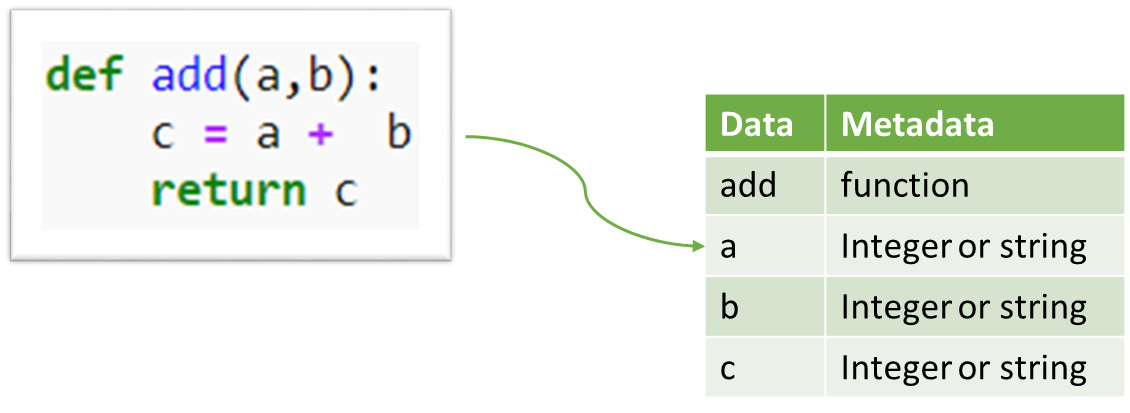 def add(a,b):
    c = a +  b
    return c
Data Metadata
add function
a Integer or string
b Integer or string
c Integer or string